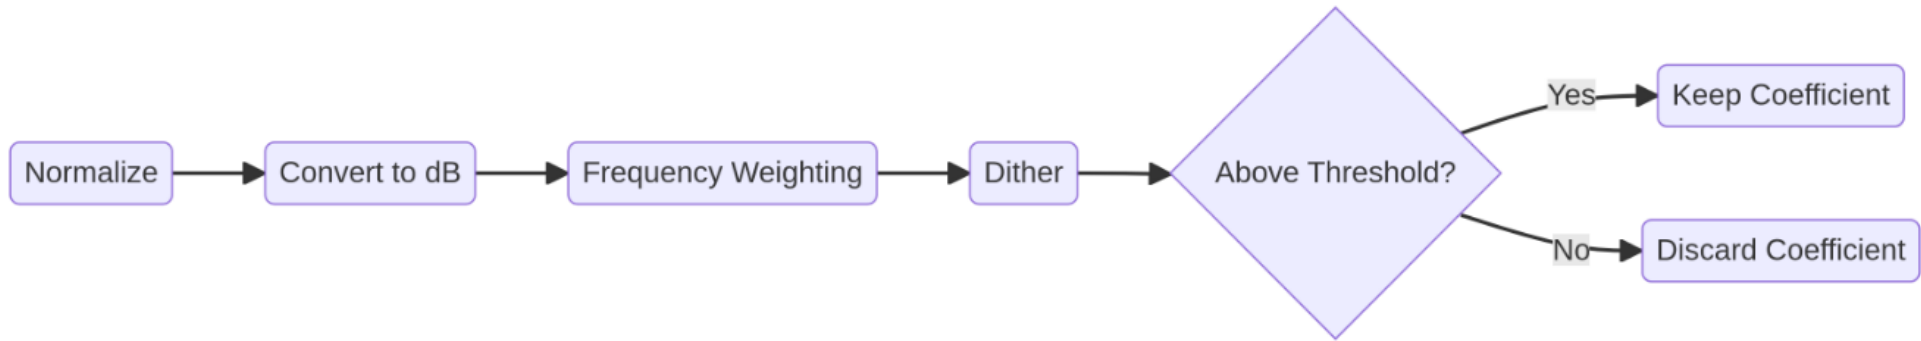 Normalize
Convert to dB
Frequency Weighting
Dither
Above Threshold?
Yes
Keep Coefficient
No
Discard Coefficient